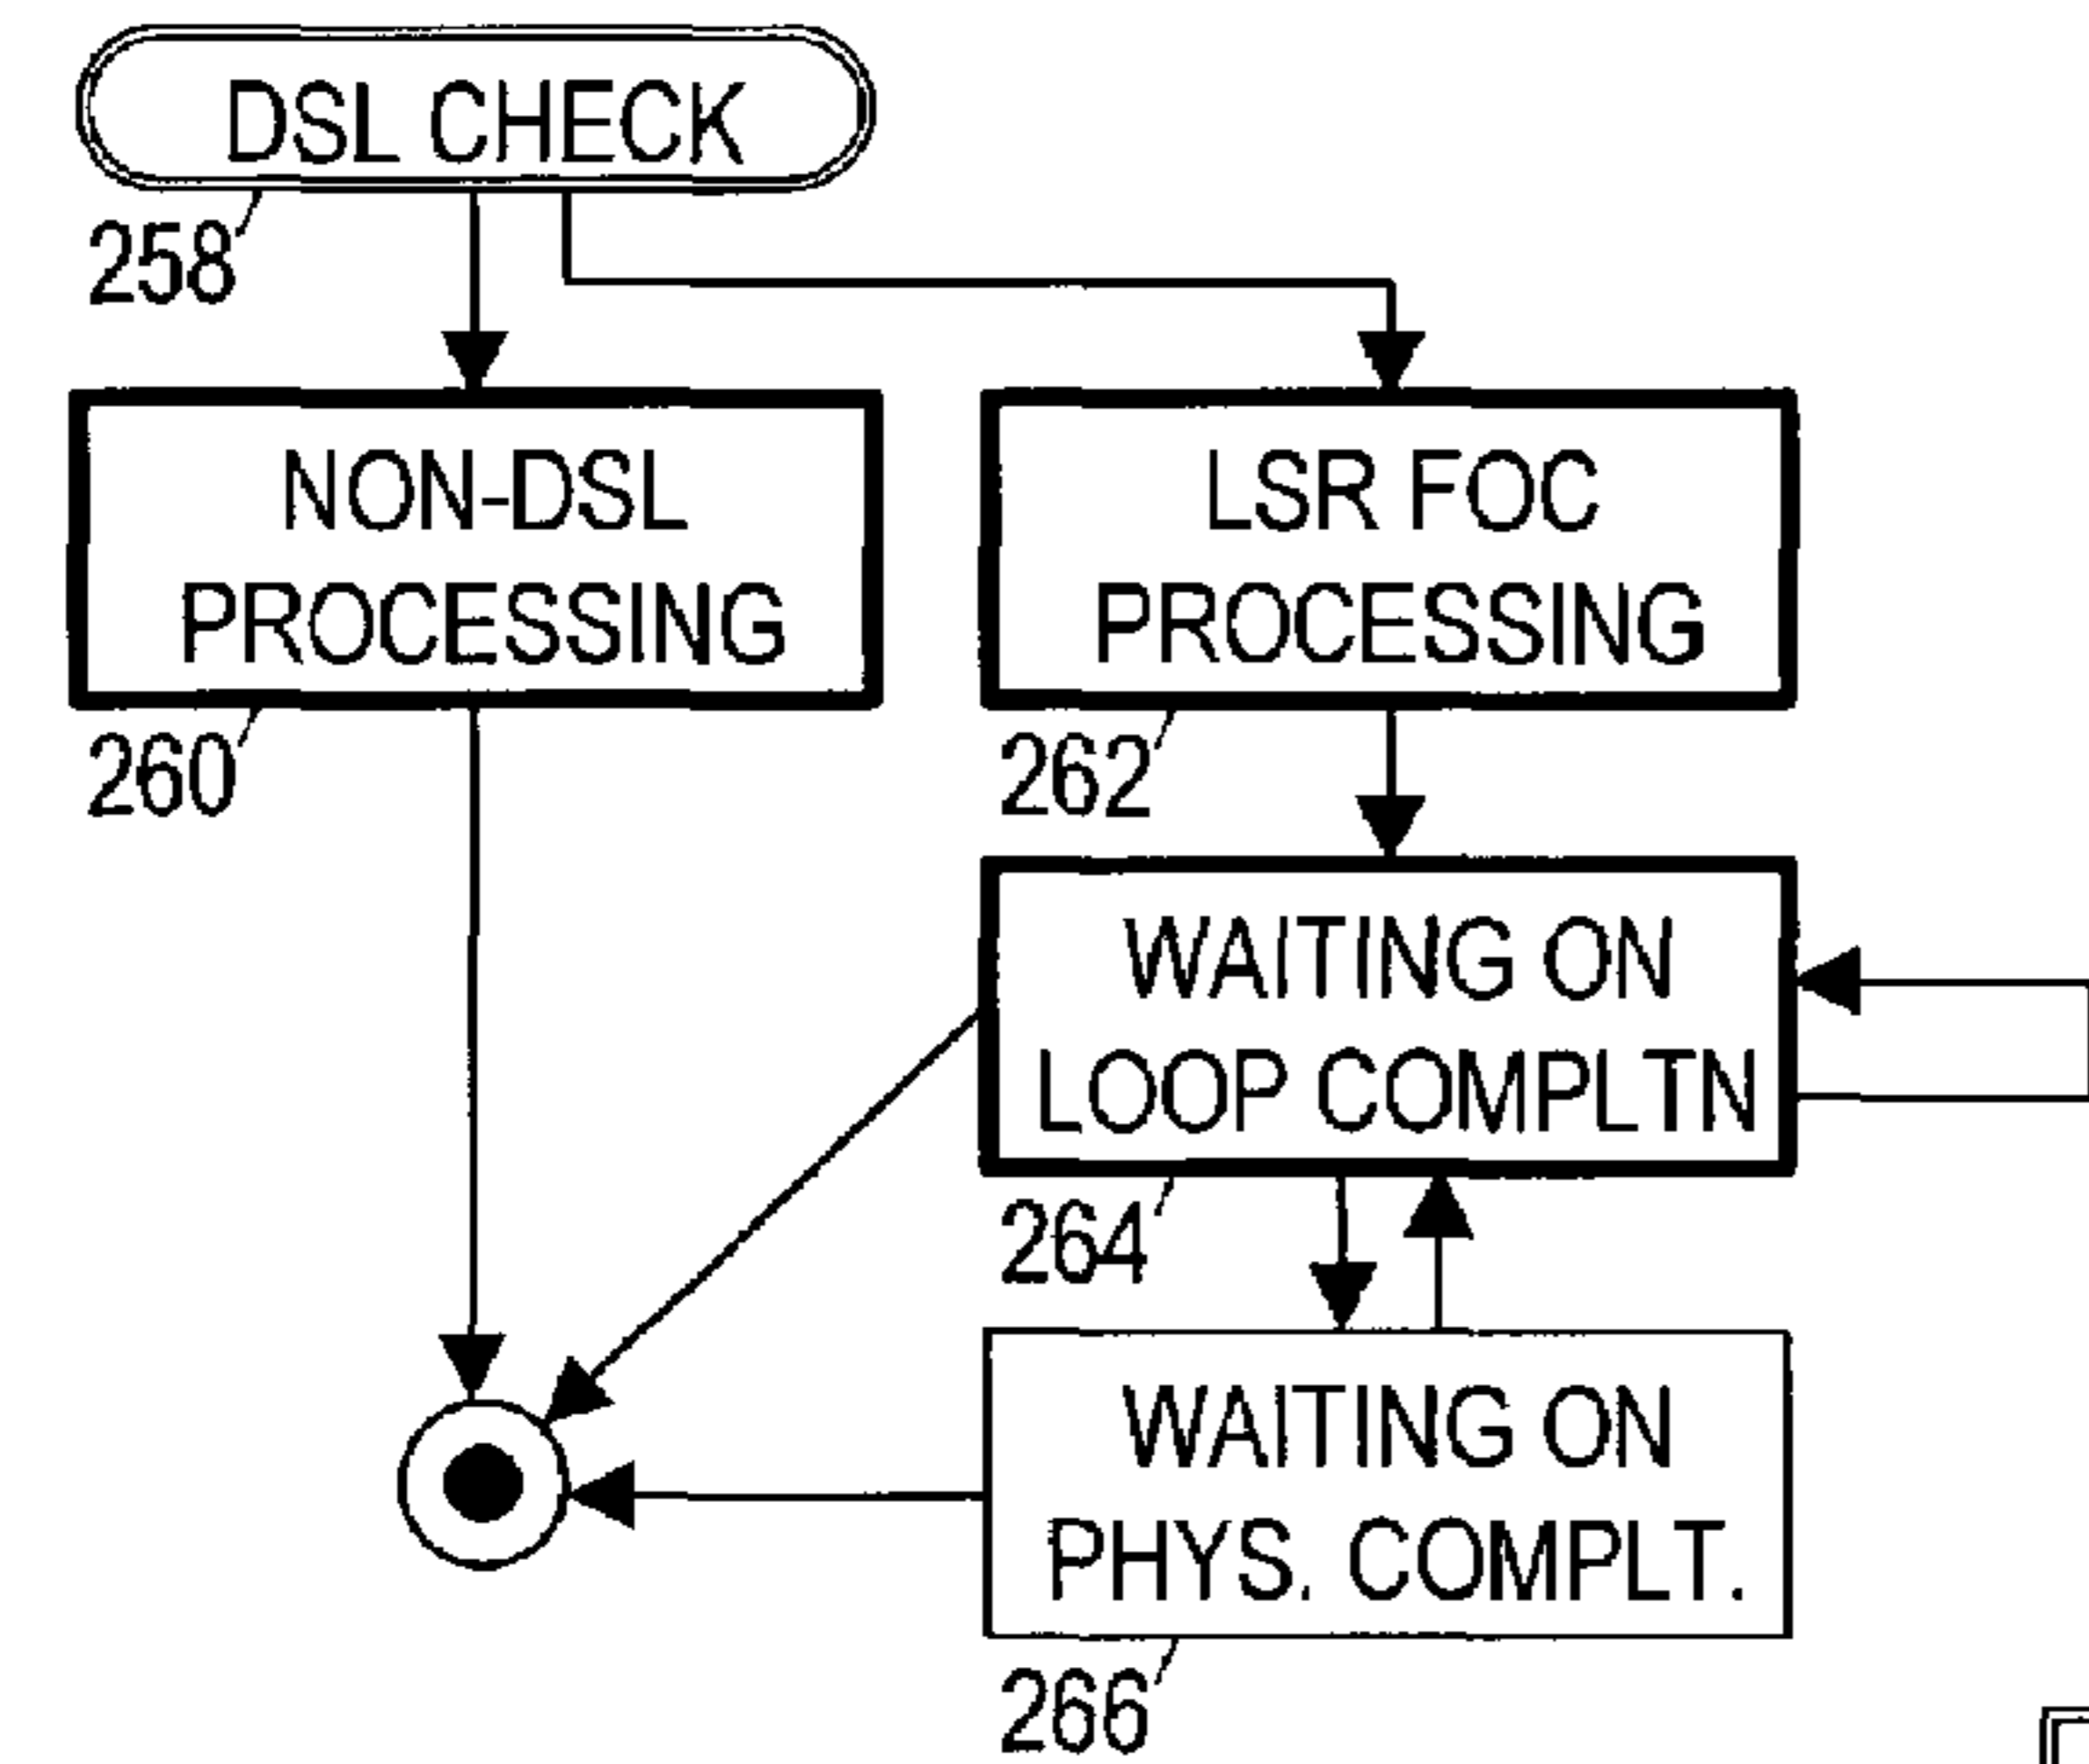 DSL CHECK
258
NON-DSL
PROCESSING
260
LSR FOC
PROCESSING
262
WAITING ON
LOOP COMPLTN
264
WAITING ON
PHYS. COMPLT.
266